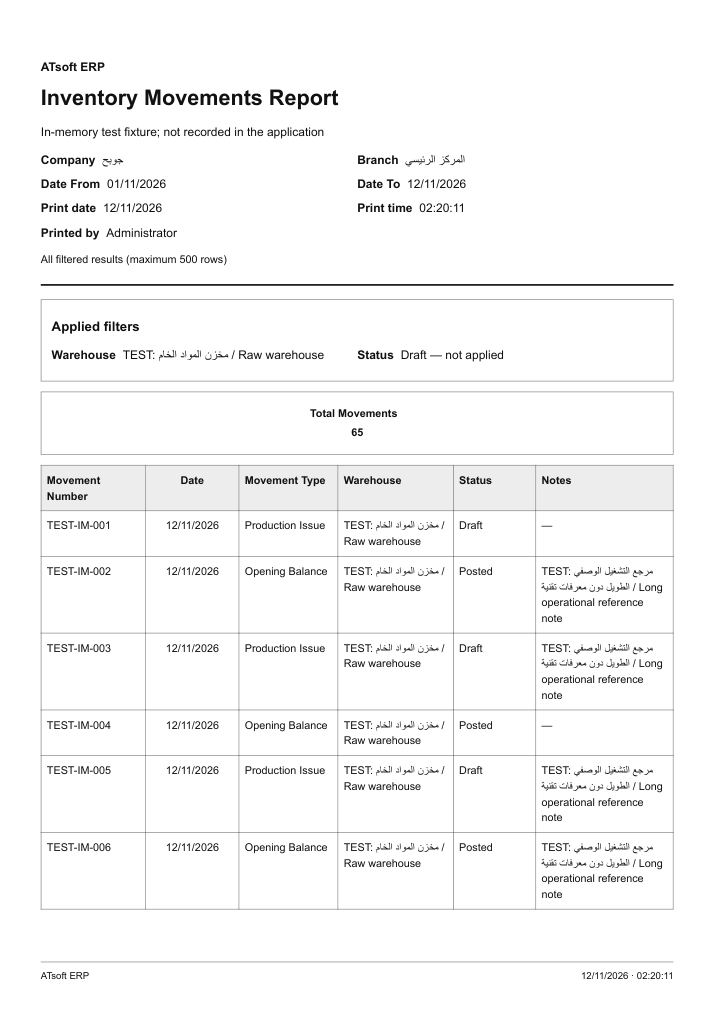 ATsoft ERP
Inventory Movements Report
In-memory test fixture; not recorded in the application
Company جويح
Branch المركز الرئيسي
Date From 01/11/2026
Date To 12/11/2026
Print date 12/11/2026
Print time 02:20:11
Printed by Administrator
All filtered results (maximum 500 rows)
Applied filters
Warehouse TEST: مخزن المواد الخام / Raw warehouse
Status Draft — not applied
Total Movements
65
Movement Number | Date | Movement Type | Warehouse | Status | Notes
TEST-IM-001 | 12/11/2026 | Production Issue | TEST: مخزن المواد الخام / Raw warehouse | Draft | —
TEST-IM-002 | 12/11/2026 | Opening Balance | TEST: مخزن المواد الخام / Raw warehouse | Posted | TEST: مرجع التشغيل الوصفي الطويل دون معرفات تقنية / Long operational reference note
TEST-IM-003 | 12/11/2026 | Production Issue | TEST: مخزن المواد الخام / Raw warehouse | Draft | TEST: مرجع التشغيل الوصفي الطويل دون معرفات تقنية / Long operational reference note
TEST-IM-004 | 12/11/2026 | Opening Balance | TEST: مخزن المواد الخام / Raw warehouse | Posted | —
TEST-IM-005 | 12/11/2026 | Production Issue | TEST: مخزن المواد الخام / Raw warehouse | Draft | TEST: مرجع التشغيل الوصفي الطويل دون معرفات تقنية / Long operational reference note
TEST-IM-006 | 12/11/2026 | Opening Balance | TEST: مخزن المواد الخام / Raw warehouse | Posted | TEST: مرجع التشغيل الوصفي الطويل دون معرفات تقنية / Long operational reference note
ATsoft ERP
12/11/2026 · 02:20:11